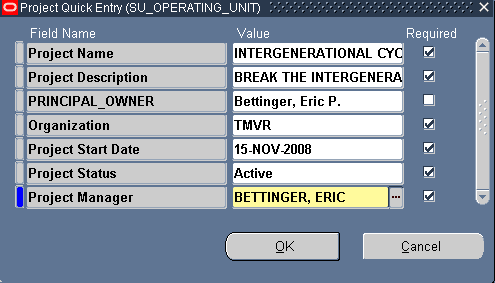 Project Quick Entry (SU_OPERATING_UNIT)
Field Name Value Required
Project Name INTERGENERATIONAL CYC
Project Description BREAK THE INTERGENERA
PRINCIPAL_OWNER Bettinger, Eric P.
Organization TMVR
Project Start Date 15-NOV-2008
Project Status Active
Project Manager BETTINGER, ERIC ...
OK Cancel